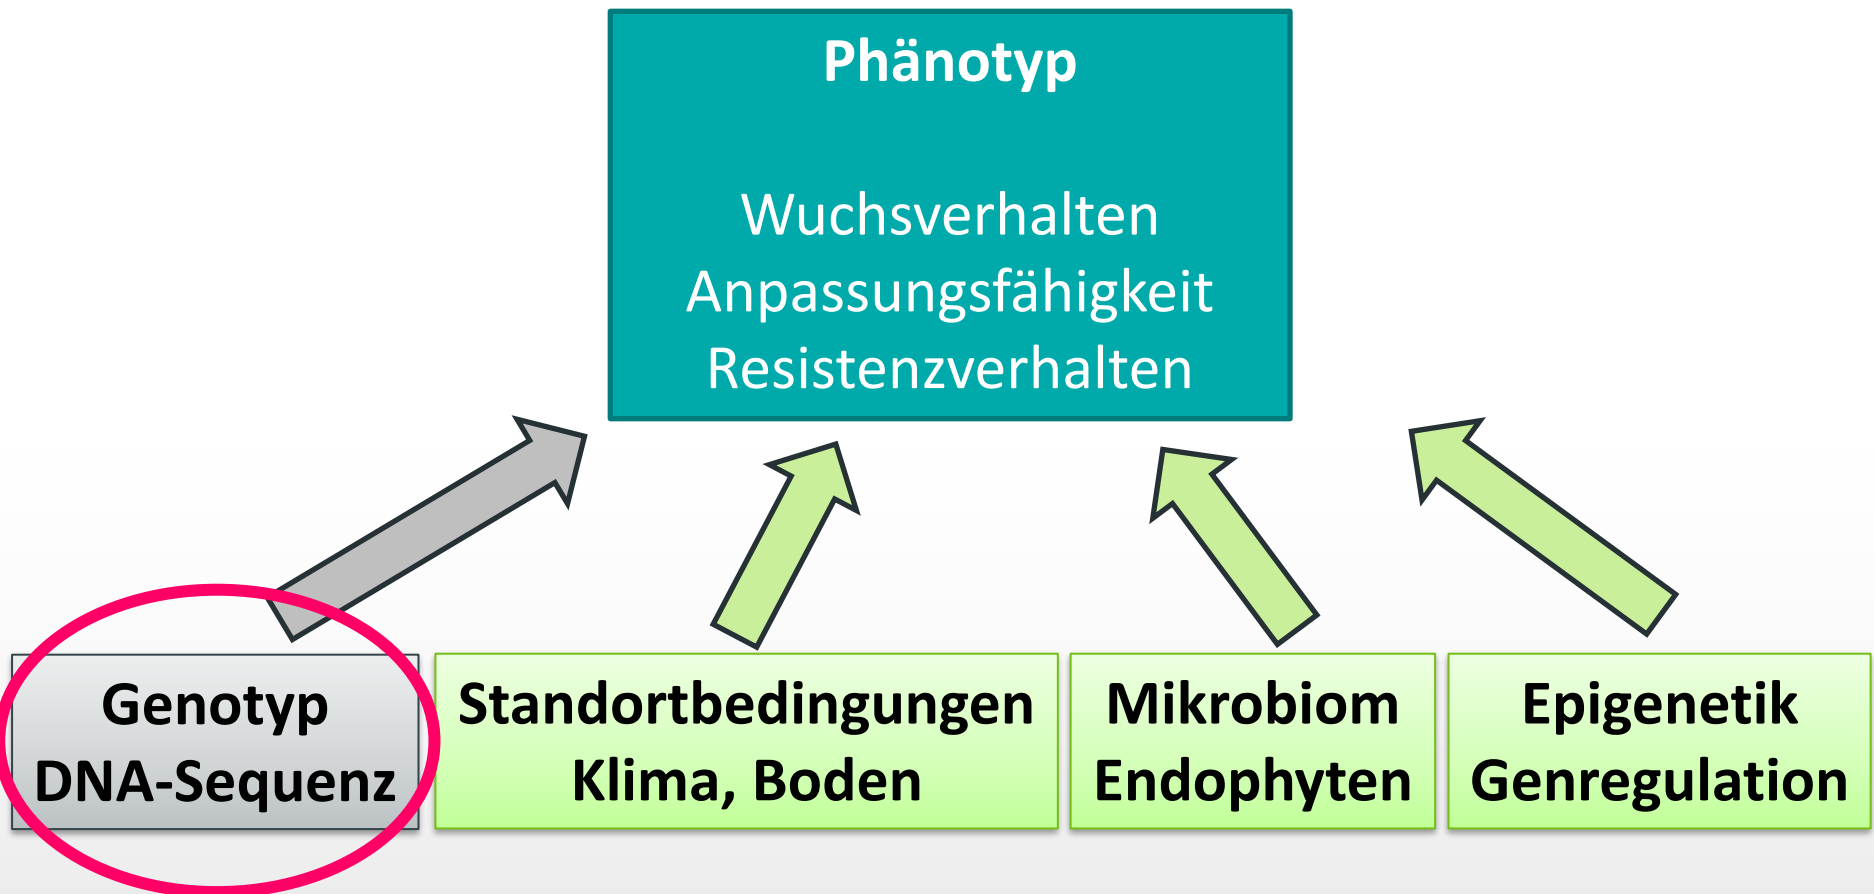 Phänotyp
Wuchsverhalten
Anpassungsfähigkeit
Resistenzverhalten
Genotyp
DNA-Sequenz
Standortbedingungen
Klima, Boden
Mikrobiom
Endophyten
Epigenetik
Genregulation